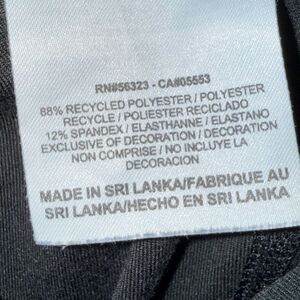 RN#56323 - CA#05553
88% RECYCLED POLYESTER / POLYESTER
RECYCLE / POLIESTER RECICLADO
12% SPANDEX / ELASTHANNE / ELASTANO
EXCLUSIVE OF DECORATION / DECORATION
NON COMPRISE / NO INCLUYE LA
DECORACION
MADE IN SRI LANKA/FABRIQUE AU
SRI LANKA/HECHO EN SRI LANKA